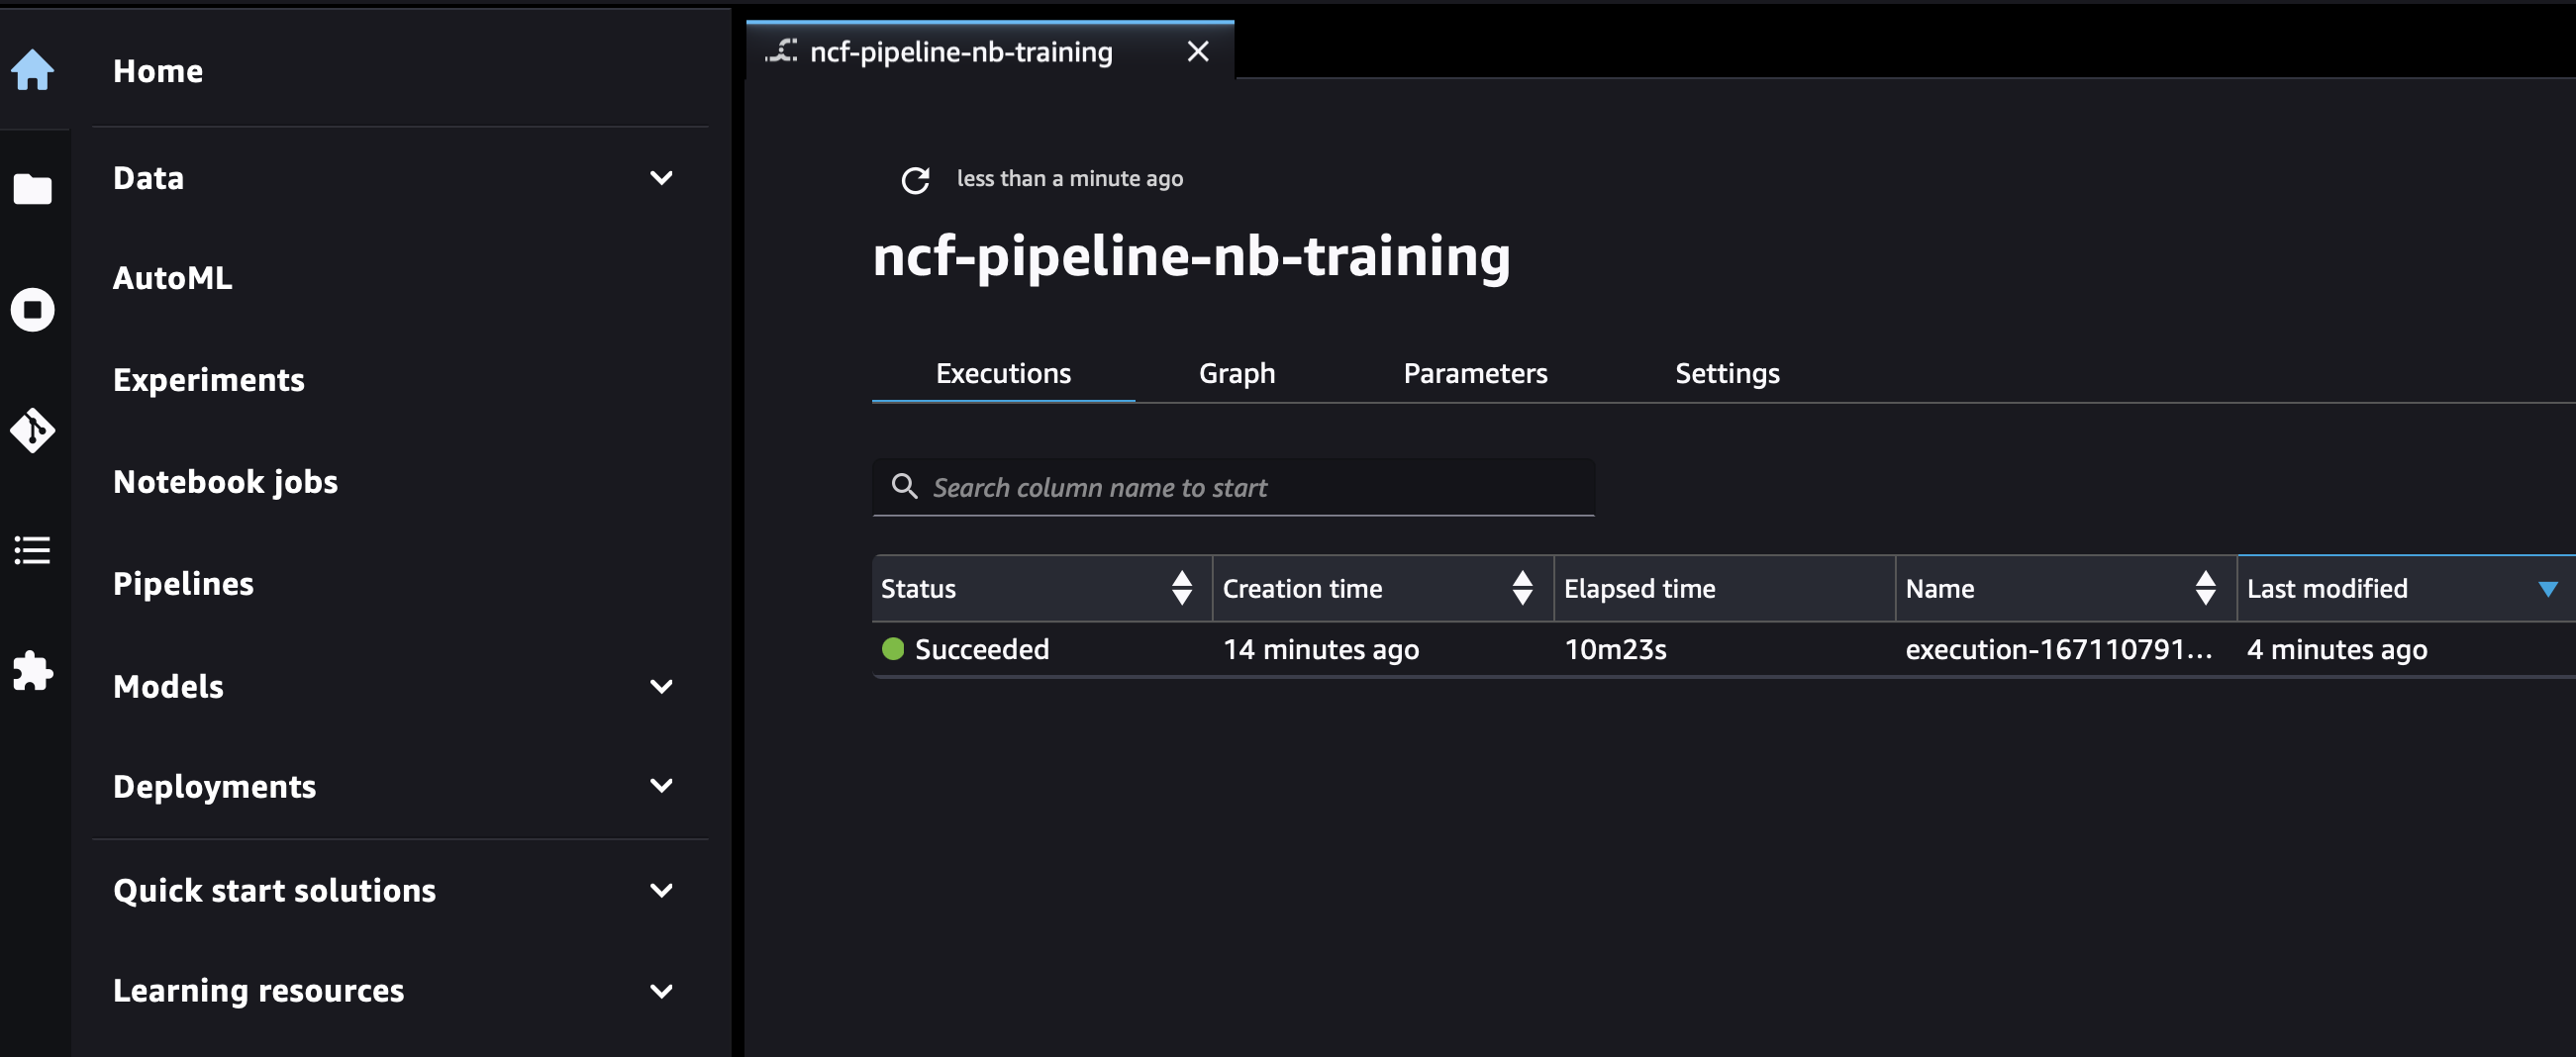 Home
Data
AutoML
Experiments
Notebook jobs
Pipelines
Models
Deployments
Quick start solutions
Learning resources
ncf-pipeline-nb-training
less than a minute ago
ncf-pipeline-nb-training
Executions Graph Parameters Settings
Search column name to start
Status Creation time Elapsed time Name Last modified
Succeeded 14 minutes ago 10m23s execution-167110791... 4 minutes ago